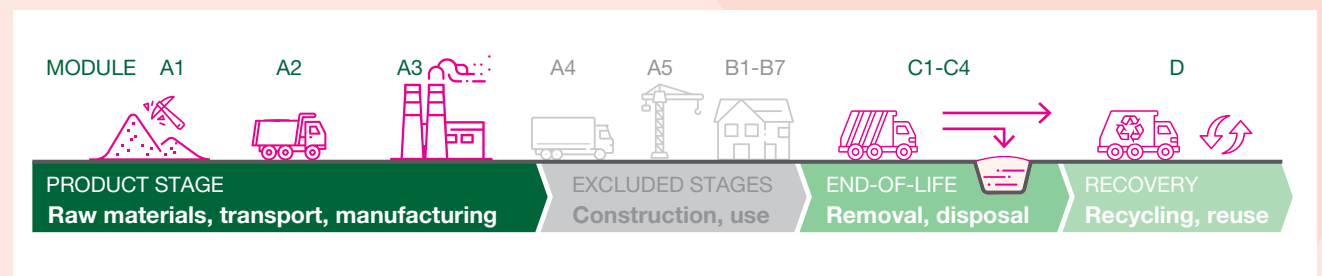 MODULE A1 A2 A3 A4 A5 B1-B7 C1-C4 D
PRODUCT STAGE
Raw materials, transport, manufacturing
EXCLUDED STAGES
Construction, use
END-OF-LIFE
Removal, disposal
RECOVERY
Recycling, reuse